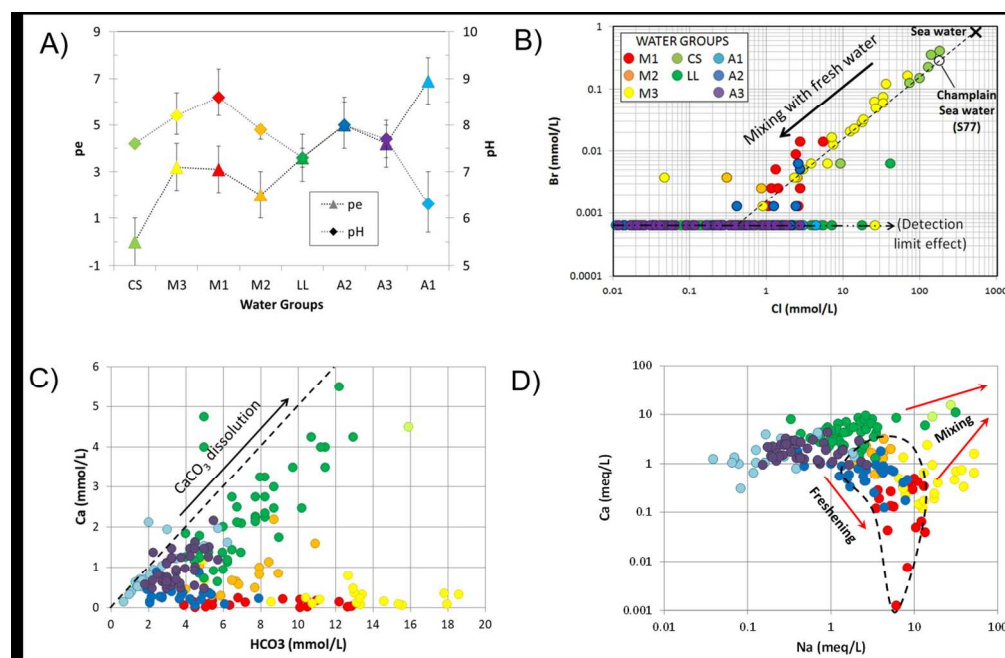 A)
pe
9
7
5
3
1
-1
10
9
8
7
6
5
pH
pe
pH
CS M3 M1 M2 LL A2 A3 A1
Water Groups
B)
Br (mmol/L)
1
0.1
0.01
0.001
0.0001
WATER GROUPS
M1 CS A1
M2 LL A2
M3 A3
Mixing with fresh water
Sea water
Champlain
Sea water
(S77)
(Detection
limit effect)
0.01 0.1 1 10 100 1000
Cl (mmol/L)
C)
Ca (mmol/L)
6
5
4
3
2
1
0
CaCO3 dissolution
0 2 4 6 8 10 12 14 16 18 20
HCO3 (mmol/L)
D)
Ca (meq/L)
100
10
1
0.1
0.01
0.001
Mixing
Freshening
0.01 0.1 1 10 100
Na (meq/L)